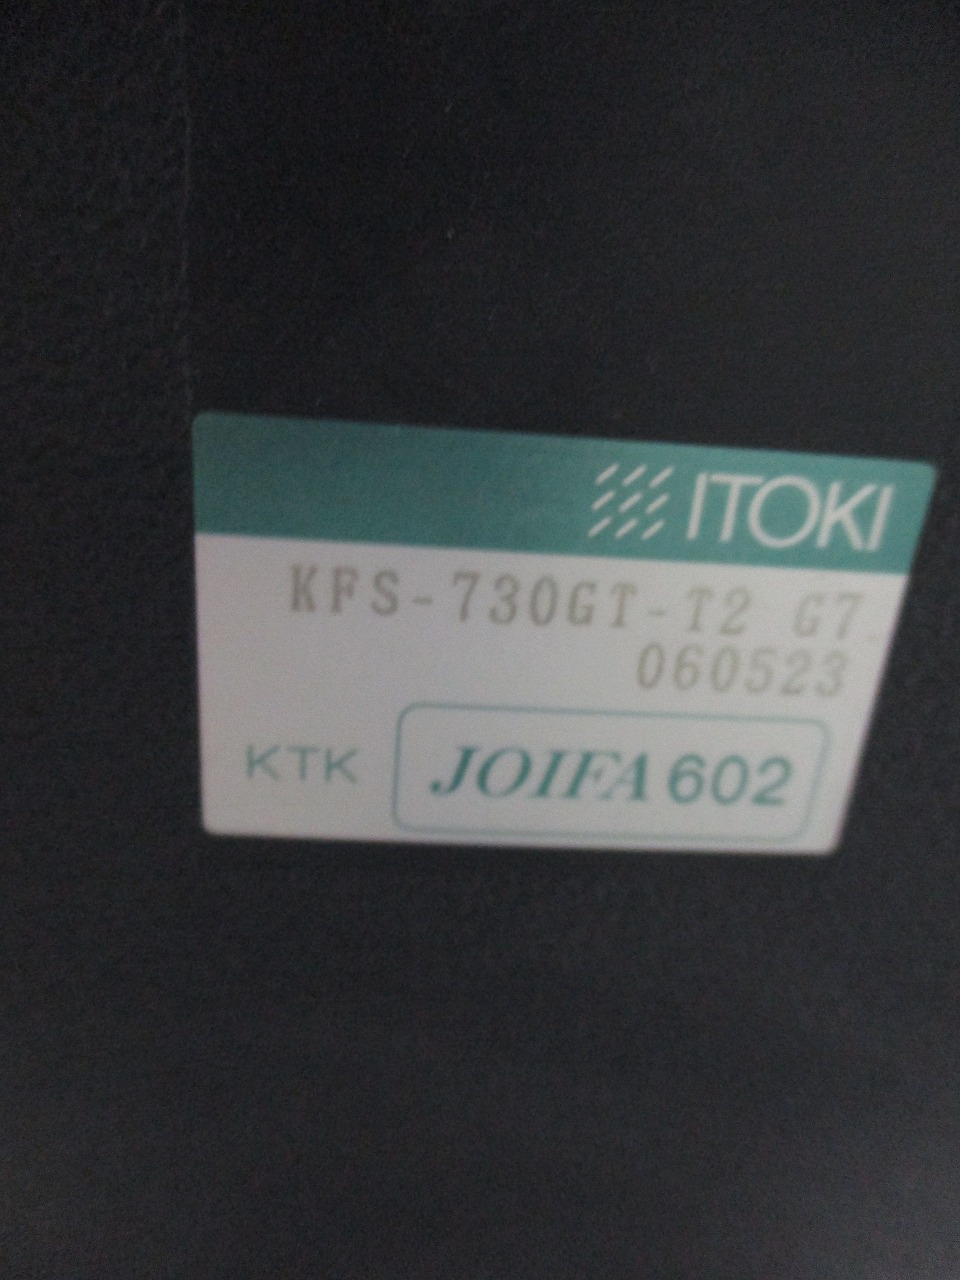 ITOKI
KFS-730GT-T2 G7
060523
KTK JOIFA 602